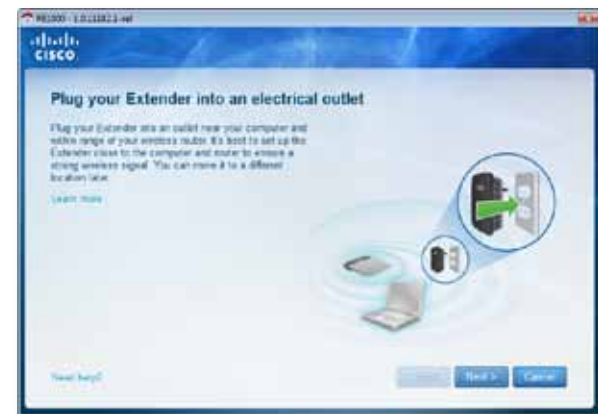 CISCO
Plug your Extender into an electrical outlet
Plug your Extender into an outlet near your computer and
within range of your wireless router. It's best to set up the
Extender close to the computer and router to ensure a
strong wireless signal. You can move it to a different
location later.
Learn more
Need help?
Next >
Cancel